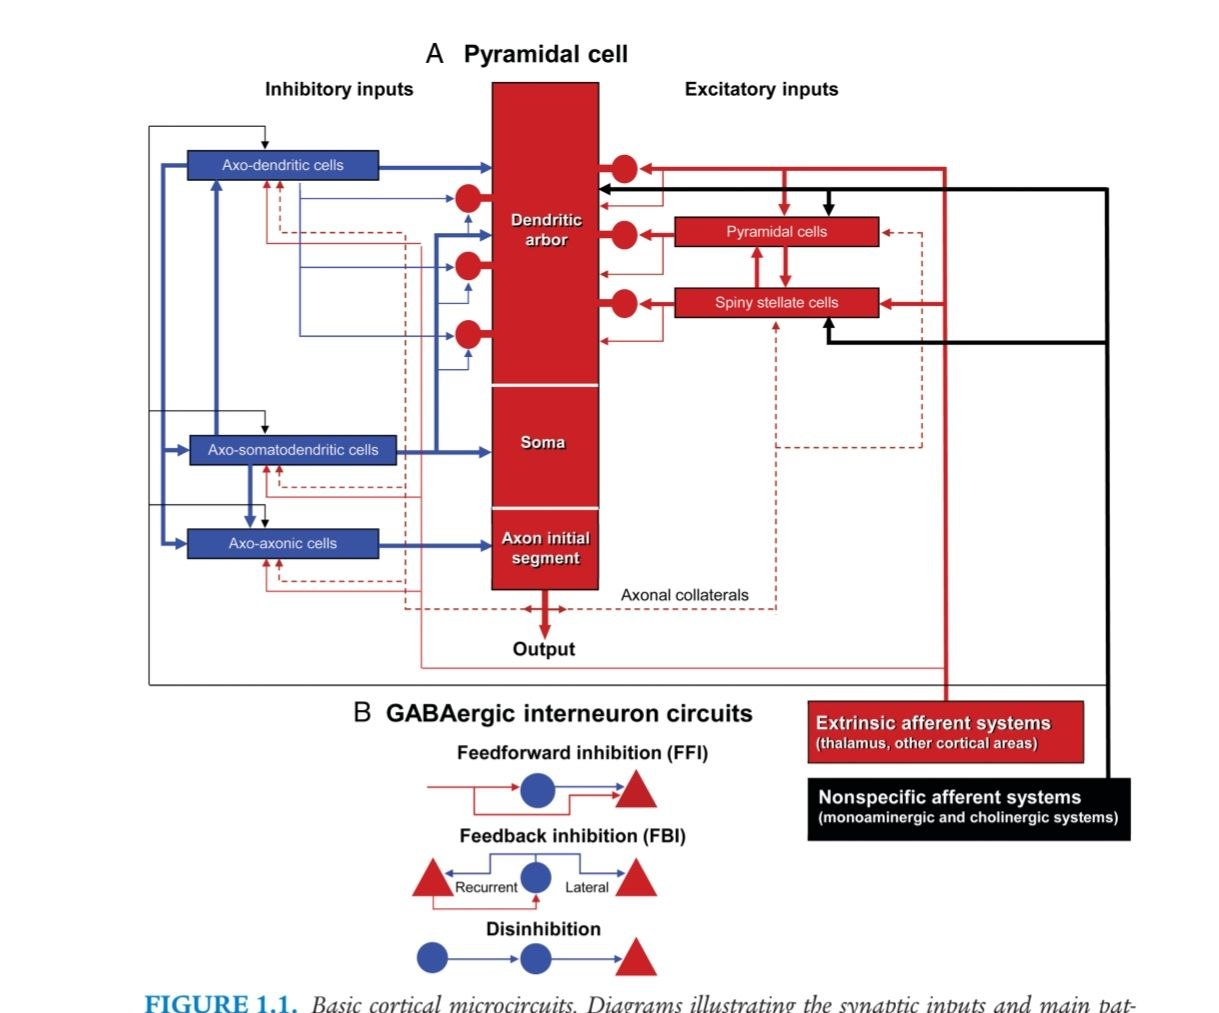 A Pyramidal cell
Inhibitory inputs
Excitatory inputs
Axo-dendritic cells
Dendritic
arbor
Pyramidal cells
Spiny stellate cells
Axo-somatodendritic cells
Soma
Axo-axonic cells
Axon initial
segment
Axonal collaterals
Output
Extrinsic afferent systems
(thalamus, other cortical areas)
Nonspecific afferent systems
(monoaminergic and cholinergic systems)
B GABAergic interneuron circuits
Feedforward inhibition (FFI)
Feedback inhibition (FBI)
Recurrent
Lateral
Disinhibition
FIGURE 1.1. Basic cortical microcircuits. Diagrams illustrating the synaptic inputs and main pat-